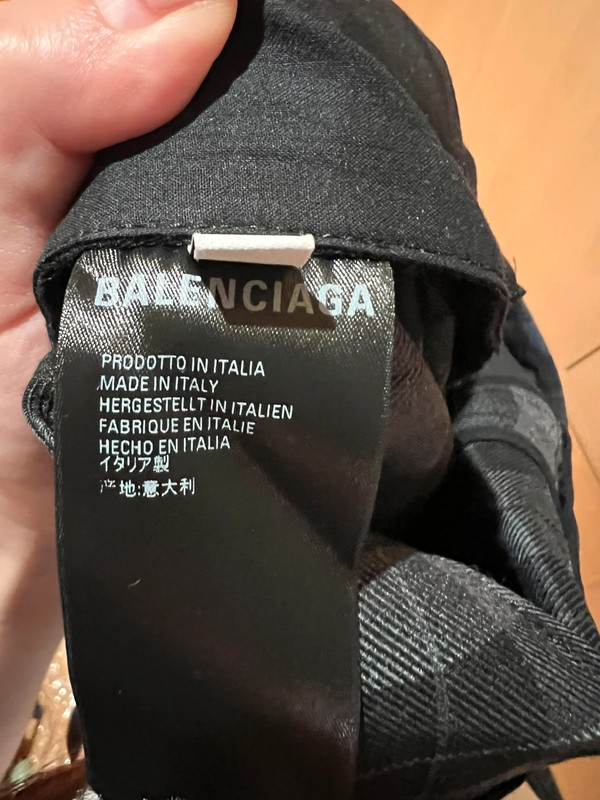 BALENCIAGA
PRODOTTO IN ITALIA
MADE IN ITALY
HERGESTELLT IN ITALIEN
FABRIQUE EN ITALIE
HECHO EN ITALIA
イタリア製
产地:意大利